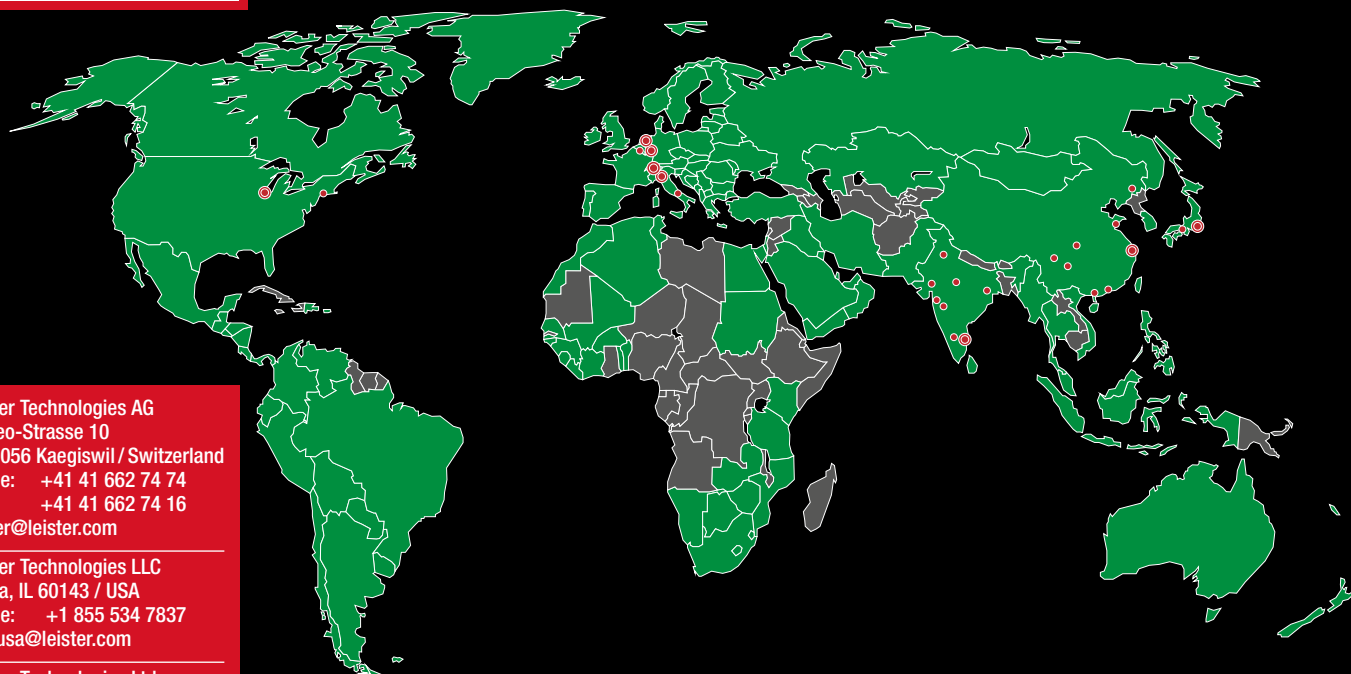 er Technologies AG
eo-Strasse 10
056 Kaegiswil / Switzerland
e: +41 41 662 74 74
+41 41 662 74 16
er@leister.com
er Technologies LLC
a, IL 60143 / USA
e: +1 855 534 7837
usa@leister.com